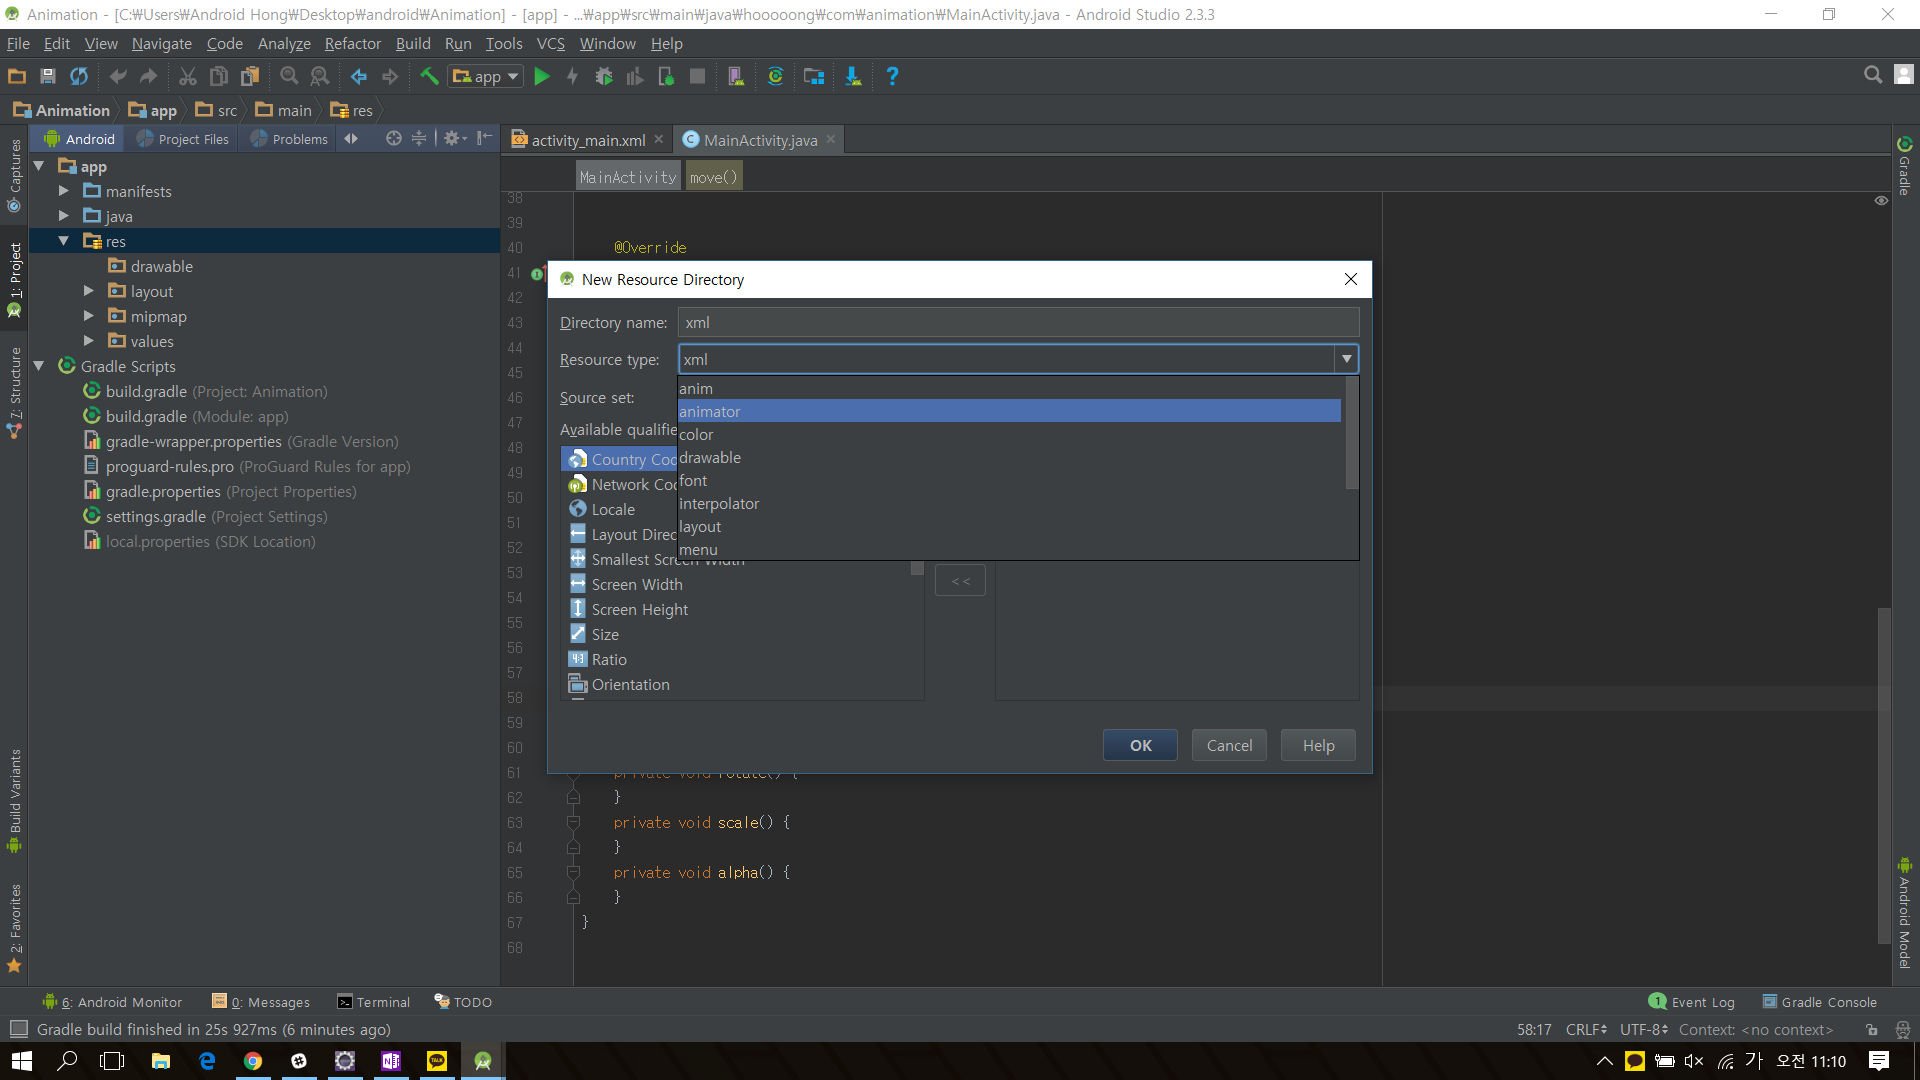 Animation - [C:₩Users₩Android Hong₩Desktop₩android₩Animation] - [app] - ...₩app₩src₩main₩java₩hooooong₩com₩animation₩MainActivity.java - Android Studio 2.3.3
File Edit View Navigate Code Analyze Refactor Build Run Tools VCS Window Help
app
Animation app src main res
Android Project Files Problems
activity_main.xml MainActivity.java
MainActivity move()
app
manifests
java
res
drawable
layout
mipmap
values
Gradle Scripts
build.gradle (Project: Animation)
build.gradle (Module: app)
gradle-wrapper.properties (Gradle Version)
proguard-rules.pro (ProGuard Rules for app)
gradle.properties (Project Properties)
settings.gradle (Project Settings)
local.properties (SDK Location)
Captures
1: Project
7: Structure
Build Variants
2: Favorites
38
39
40 @Override
41
42
43
44
45
46
47
48
49
50
51
52
53
54
55
56
57
58
59
60
61 private void rotate() {
62 }
63 private void scale() {
64 }
65 private void alpha() {
66 }
67 }
68
New Resource Directory
Directory name: xml
Resource type: xml
Source set:
Available qualifie
anim
animator
color
drawable
font
interpolator
layout
menu
Country Cod
Network Cod
Locale
Layout Direc
Smallest Screen Width
Screen Width
Screen Height
Size
Ratio
Orientation
<<
OK Cancel Help
Gradle
Android Model
6: Android Monitor 0: Messages Terminal TODO
1 Event Log Gradle Console
Gradle build finished in 25s 927ms (6 minutes ago)
58:17 CRLF UTF-8 Context: <no context>
TALK
가 오전 11:10